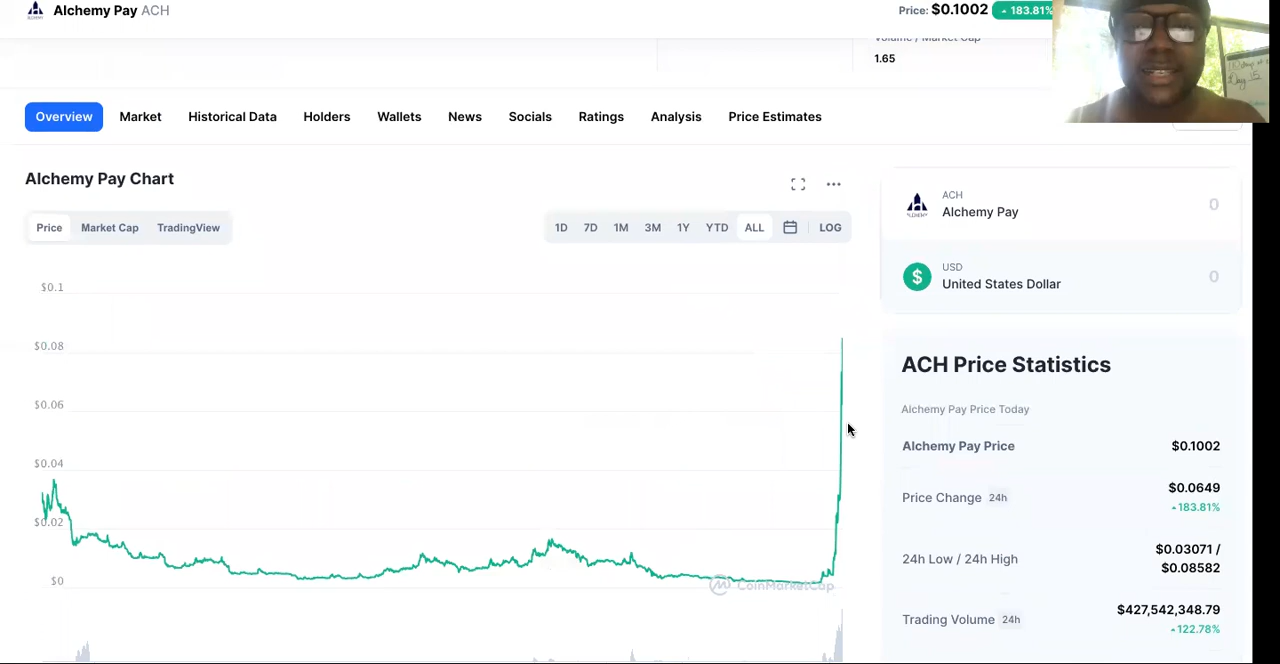 Alchemy Pay ACH
Price: $0.1002 183.81%
Volume / Market Cap
1.65
Overview Market Historical Data Holders Wallets News Socials Ratings Analysis Price Estimates
Alchemy Pay Chart
Price Market Cap TradingView 1D 7D 1M 3M 1Y YTD ALL LOG
$0.1
$0.08
$0.06
$0.04
$0.02
$0
CoinMarketCap
ACH
Alchemy Pay
0
USD
United States Dollar
0
ACH Price Statistics
Alchemy Pay Price Today
Alchemy Pay Price $0.1002
Price Change 24h $0.0649
183.81%
24h Low / 24h High $0.03071 /
$0.08582
Trading Volume 24h $427,542,348.79
122.78%